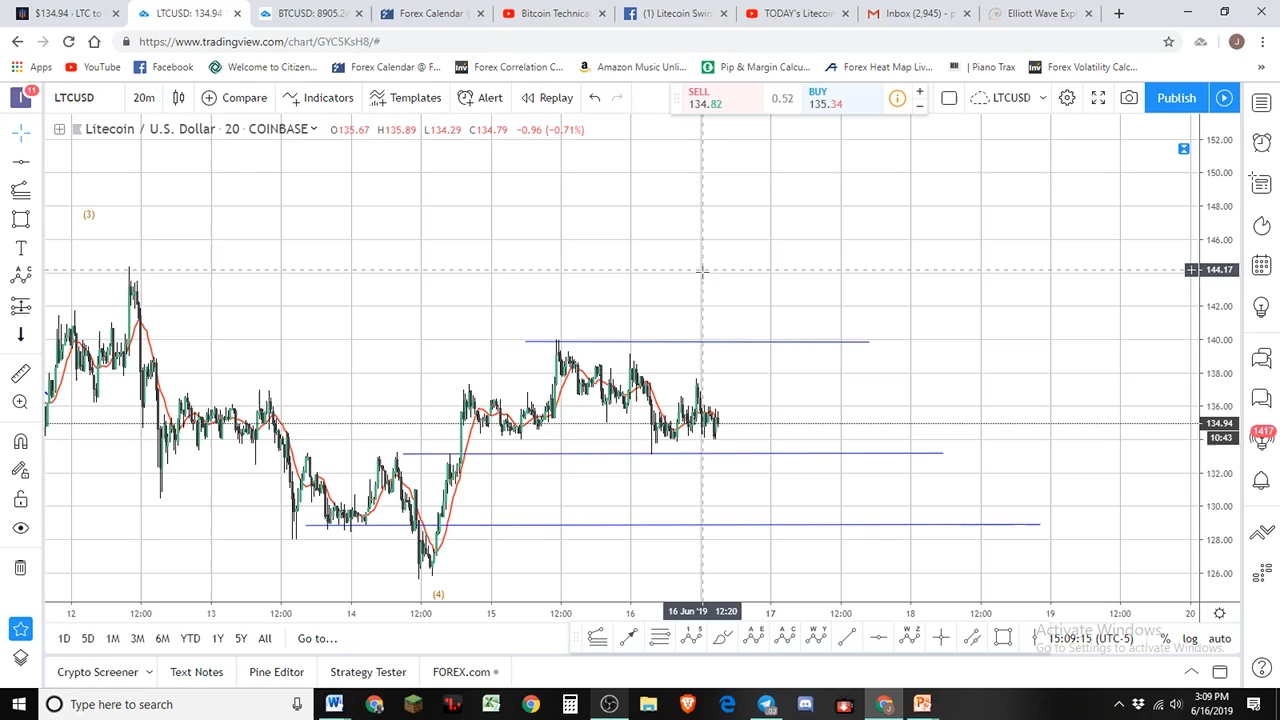 $134.94 | LTC to
LTCUSD: 134.94
BTCUSD: 8905.24
Forex Calendar
Bitcoin Technical
(1) Litecoin Swin
TODAY's Litecoin
Inbox (2,945) -
Elliott Wave Exp
https://www.tradingview.com/chart/GYC5KsH8/#
J
Apps
YouTube
Facebook
Welcome to Citizen...
Forex Calendar @ F...
Forex Correlation C...
Amazon Music Unli...
Pip & Margin Calcu...
Forex Heat Map Liv...
Piano Trax
Forex Volatility Calc...
»
11
LTCUSD
20m
Compare
Indicators
Templates
Alert
Replay
SELL
134.82
0.52
BUY
135.34
LTCUSD
Publish
Litecoin / U.S. Dollar · 20 · COINBASE
O135.67 H135.89 L134.29 C134.79 −0.96 (−0.71%)
152.00
150.00
148.00
146.00
144.17
142.00
140.00
138.00
136.00
134.94
10:43
132.00
130.00
128.00
126.00
1417
(3)
(4)
12
12:00
13
12:00
14
12:00
15
12:00
16
16 Jun '19 12:20
17
12:00
18
12:00
19
12:00
20
1D
5D
1M
3M
6M
YTD
1Y
5Y
All
Go to...
15:09:15 (UTC-5)
%
log
auto
Activate Windows
Go to Settings to activate Windows.
Crypto Screener
Text Notes
Pine Editor
Strategy Tester
FOREX.com
Type here to search
3:09 PM
6/16/2019